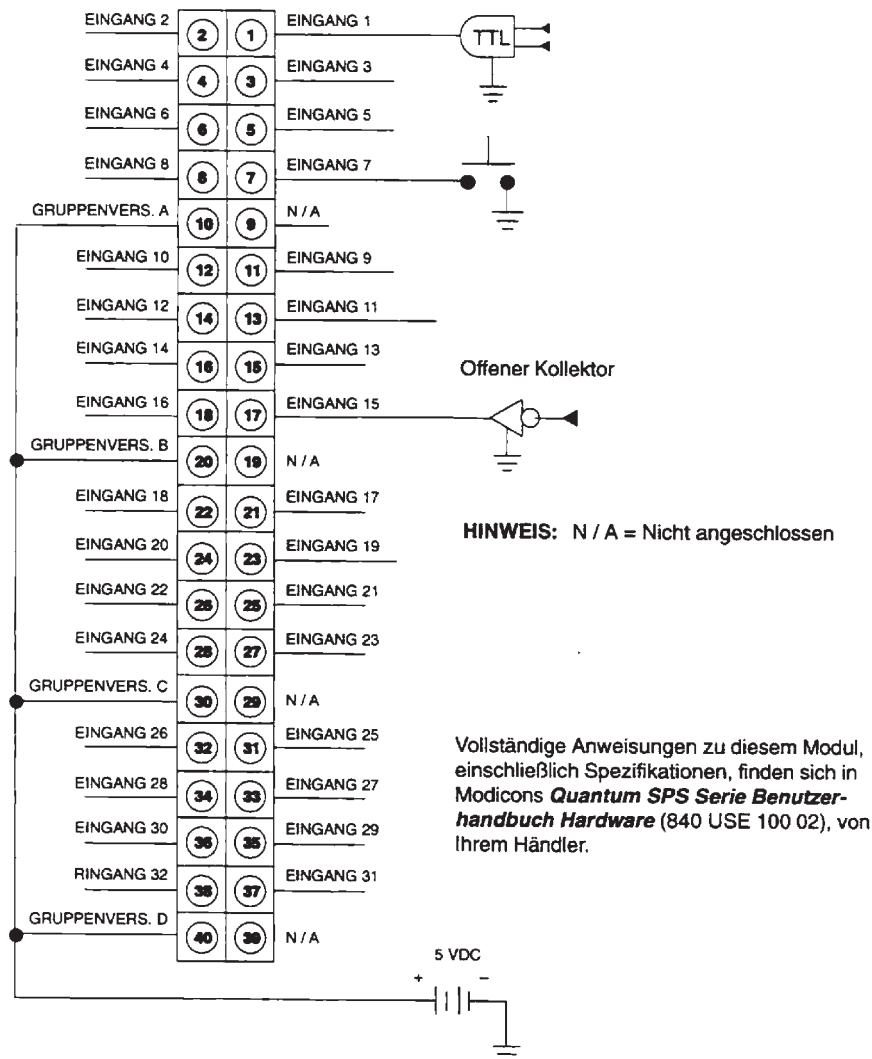 EINGANG 2 2 1 EINGANG 1 TTL
EINGANG 4 4 3 EINGANG 3
EINGANG 6 6 5 EINGANG 5
EINGANG 8 8 7 EINGANG 7
GRUPPENVERS. A 10 9 N / A
EINGANG 10 12 11 EINGANG 9
EINGANG 12 14 13 EINGANG 11
EINGANG 14 16 15 EINGANG 13
Offener Kollektor
EINGANG 16 18 17 EINGANG 15
GRUPPENVERS. B 20 19 N / A
EINGANG 18 22 21 EINGANG 17
HINWEIS: N / A = Nicht angeschlossen
EINGANG 20 24 23 EINGANG 19
EINGANG 22 26 25 EINGANG 21
EINGANG 24 28 27 EINGANG 23
GRUPPENVERS. C 30 29 N / A
EINGANG 26 32 31 EINGANG 25
EINGANG 28 34 33 EINGANG 27
EINGANG 30 36 35 EINGANG 29
RINGANG 32 38 37 EINGANG 31
GRUPPENVERS. D 40 39 N / A
Vollständige Anweisungen zu diesem Modul,
einschließlich Spezifikationen, finden sich in
Modicons Quantum SPS Serie Benutzer-
handbuch Hardware (840 USE 100 02), von
Ihrem Händler.
5 VDC
+ −